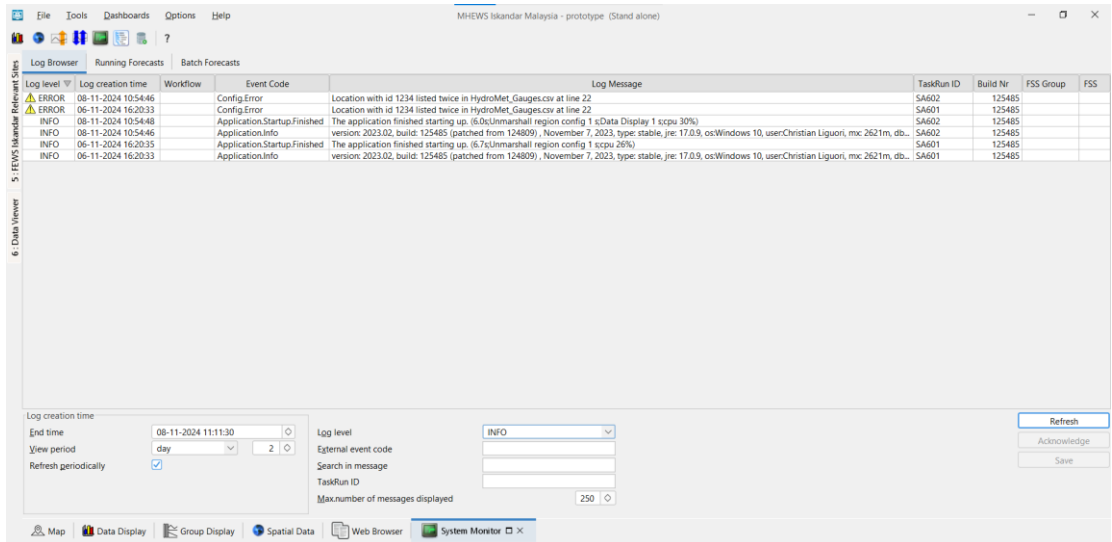 File Tools Dashboards Options Help MHEWS Iskandar Malaysia - prototype (Stand alone)
?
Log Browser Running Forecasts Batch Forecasts
5 : FEWS Iskandar Relevant Sites
6 : Data Viewer
Log level Log creation time Workflow Event Code Log Message TaskRun ID Build Nr FSS Group FSS
ERROR 08-11-2024 10:54:46 Config.Error Location with id 1234 listed twice in HydroMet_Gauges.csv at line 22 SA602 125485
ERROR 06-11-2024 16:20:33 Config.Error Location with id 1234 listed twice in HydroMet_Gauges.csv at line 22 SA601 125485
INFO 08-11-2024 10:54:48 Application.Startup.Finished The application finished starting up. (6.0s;Unmarshall region config 1 s;Data Display 1 s;cpu 30%) SA602 125485
INFO 08-11-2024 10:54:46 Application.Info version: 2023.02, build: 125485 (patched from 124809) , November 7, 2023, type: stable, jre: 17.0.9, os:Windows 10, user:Christian Liguori, mx: 2621m, db... SA602 125485
INFO 06-11-2024 16:20:35 Application.Startup.Finished The application finished starting up. (6.7s;Unmarshall region config 1 s;cpu 26%) SA601 125485
INFO 06-11-2024 16:20:33 Application.Info version: 2023.02, build: 125485 (patched from 124809) , November 7, 2023, type: stable, jre: 17.0.9, os:Windows 10, user:Christian Liguori, mx: 2621m, db... SA601 125485
Log creation time
End time 08-11-2024 11:11:30
View period day 2
Refresh periodically
Log level INFO
External event code
Search in message
TaskRun ID
Max.number of messages displayed 250
Refresh
Acknowledge
Save
Map Data Display Group Display Spatial Data Web Browser System Monitor